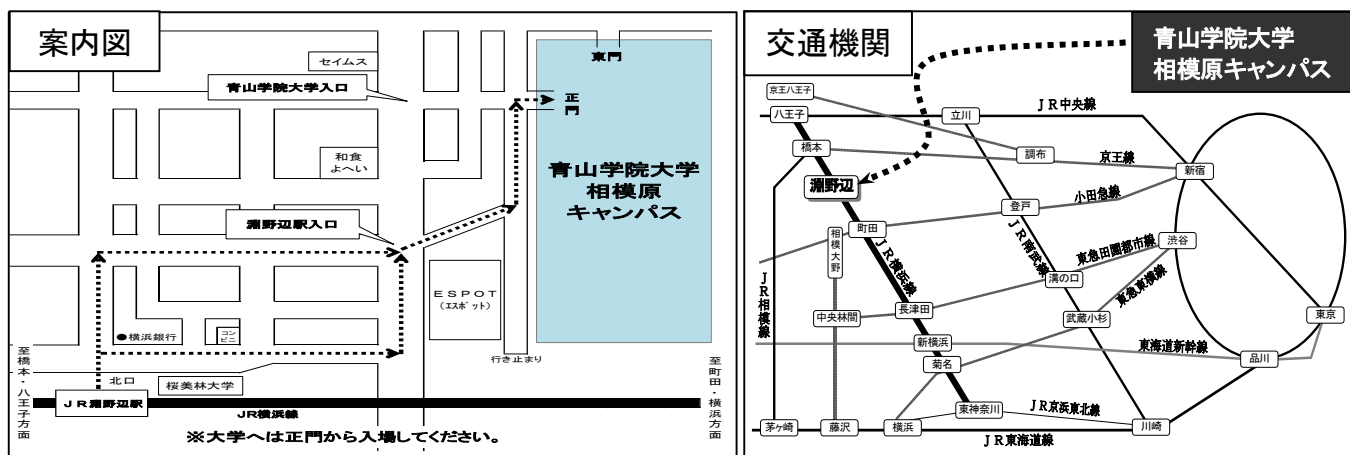 案内図
セイムス
青山学院大学入口
東門
正門
和食
よへい
青山学院大学
相模原
キャンパス
淵野辺駅入口
ESPOT
(エスポット)
●横浜銀行
コンビニ
行き止まり
至橋本・八王子方面
至町田・横浜方面
北口
桜美林大学
JR淵野辺駅
JR横浜線
※大学へは正門から入場してください。
交通機関
青山学院大学
相模原キャンパス
京王八王子
八王子
立川
JR中央線
橋本
調布
京王線
新宿
淵野辺
小田急線
登戸
町田
相模大野
JR横浜線
JR南武線
東急田園都市線
渋谷
溝の口
東急東横線
JR相模線
中央林間
長津田
武蔵小杉
東京
新横浜
東海道新幹線
品川
菊名
東神奈川
JR京浜東北線
茅ヶ崎
藤沢
横浜
川崎
JR東海道線